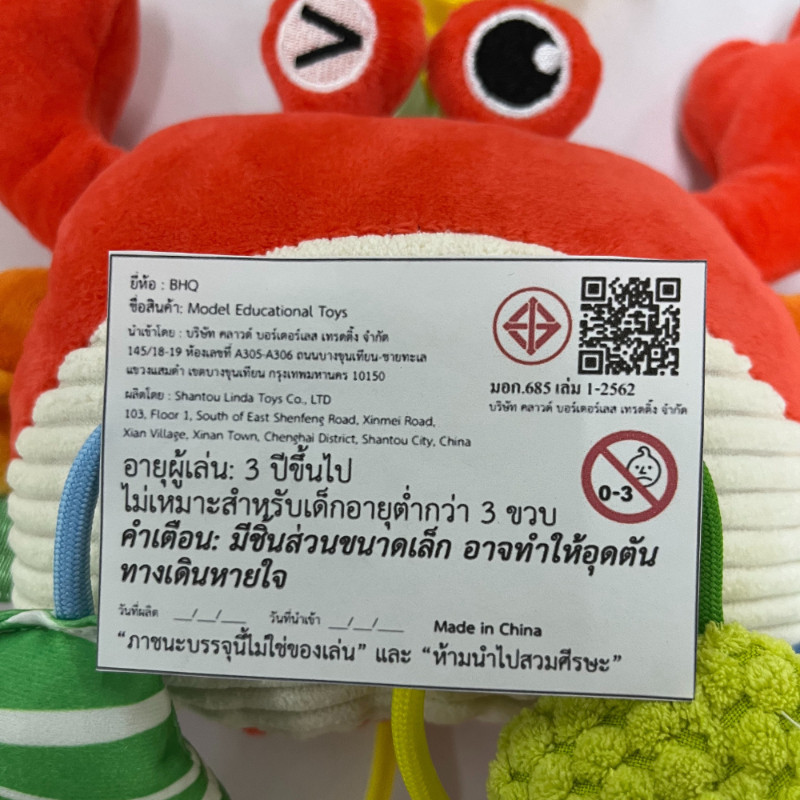 ยี่ห้อ : BHQ
ชื่อสินค้า: Model Educational Toys
นำเข้าโดย : บริษัท คลาวด์ บอร์เดอร์เลส เทรดดิ้ง จำกัด
145/18-19 ห้องเลขที่ A305-A306 ถนนบางขุนเทียน-ชายทะเล
แขวงแสมดำ เขตบางขุนเทียน กรุงเทพมหานคร 10150
ผลิตโดย : Shantou Linda Toys Co., LTD
103, Floor 1, South of East Shenfeng Road, Xinmei Road,
Xian Village, Xinan Town, Chenghai District, Shantou City, China
มอก.685 เล่ม 1-2562
บริษัท คลาวด์ บอร์เดอร์เลส เทรดดิ้ง จำกัด
0-3
อายุผู้เล่น: 3 ปีขึ้นไป
ไม่เหมาะสำหรับเด็กอายุต่ำกว่า 3 ขวบ
คำเตือน: มีชิ้นส่วนขนาดเล็ก อาจทำให้อุดตัน
ทางเดินหายใจ
วันที่ผลิต __/__/___ วันที่นำเข้า __/__/___ Made in China
“ภาชนะบรรจุนี้ไม่ใช่ของเล่น” และ “ห้ามนำไปสวมศีรษะ”